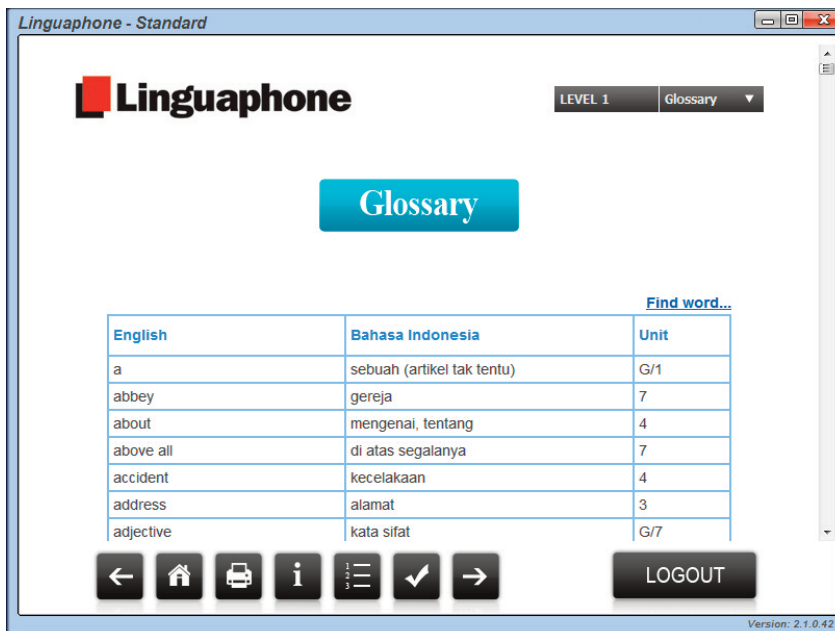 Linguaphone - Standard
Linguaphone
LEVEL 1 Glossary
Glossary
Find word...
English Bahasa Indonesia Unit
a sebuah (artikel tak tentu) G/1
abbey gereja 7
about mengenai, tentang 4
above all di atas segalanya 7
accident kecelakaan 4
address alamat 3
adjective kata sifat G/7
LOGOUT
Version: 2.1.0.42